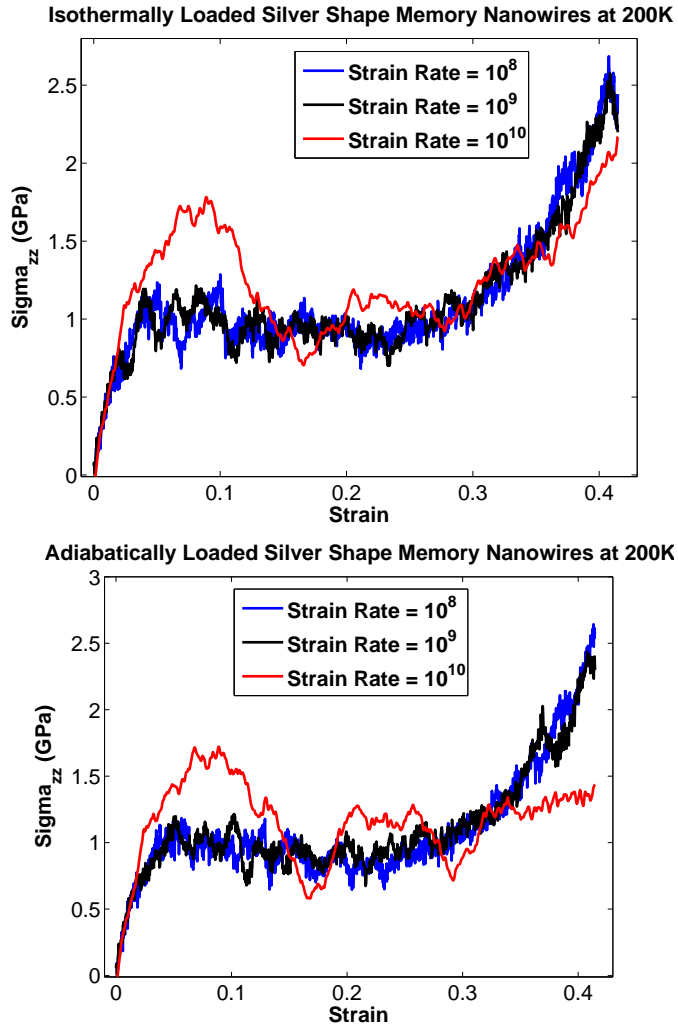 Isothermally Loaded Silver Shape Memory Nanowires at 200K
Strain Rate = 10^8
Strain Rate = 10^9
Strain Rate = 10^10
Sigma_zz (GPa)
2.5
2
1.5
1
0.5
0
0 0.1 0.2 0.3 0.4
Strain
Adiabatically Loaded Silver Shape Memory Nanowires at 200K
Strain Rate = 10^8
Strain Rate = 10^9
Strain Rate = 10^10
Sigma_zz (GPa)
3
2.5
2
1.5
1
0.5
0
0 0.1 0.2 0.3 0.4
Strain